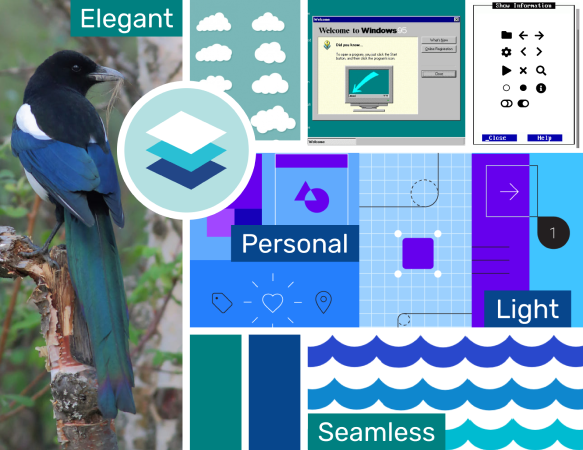 Elegant
Welcome
Welcome to Windows 95
Did you know...
To open a program, you just click the Start
button, and then click the program's icon.
What's New
Online Registration
Close
Welcome
Show Information
Close
Help
Personal
1
Light
Seamless